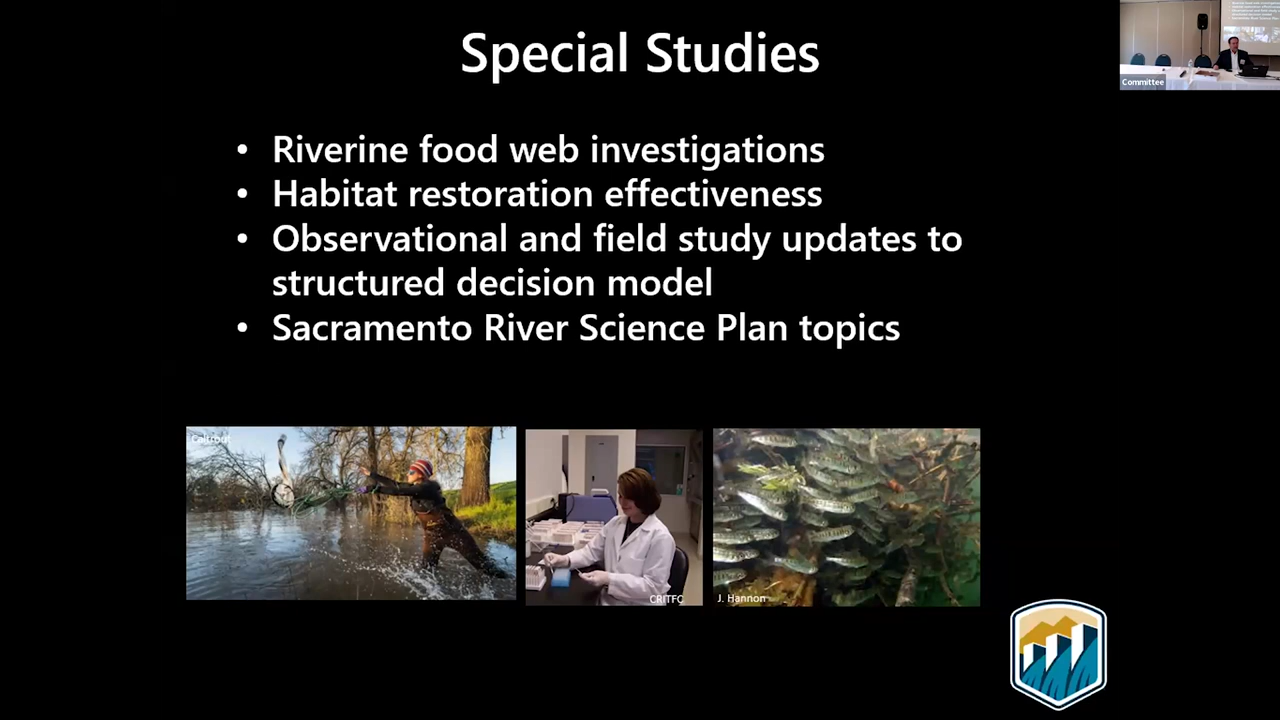 Special Studies
Committee
• Riverine food web investigations
• Habitat restoration effectiveness
• Observational and field study updates to
structured decision model
• Sacramento River Science Plan topics
Caltrout
CRITFC
J. Hannon